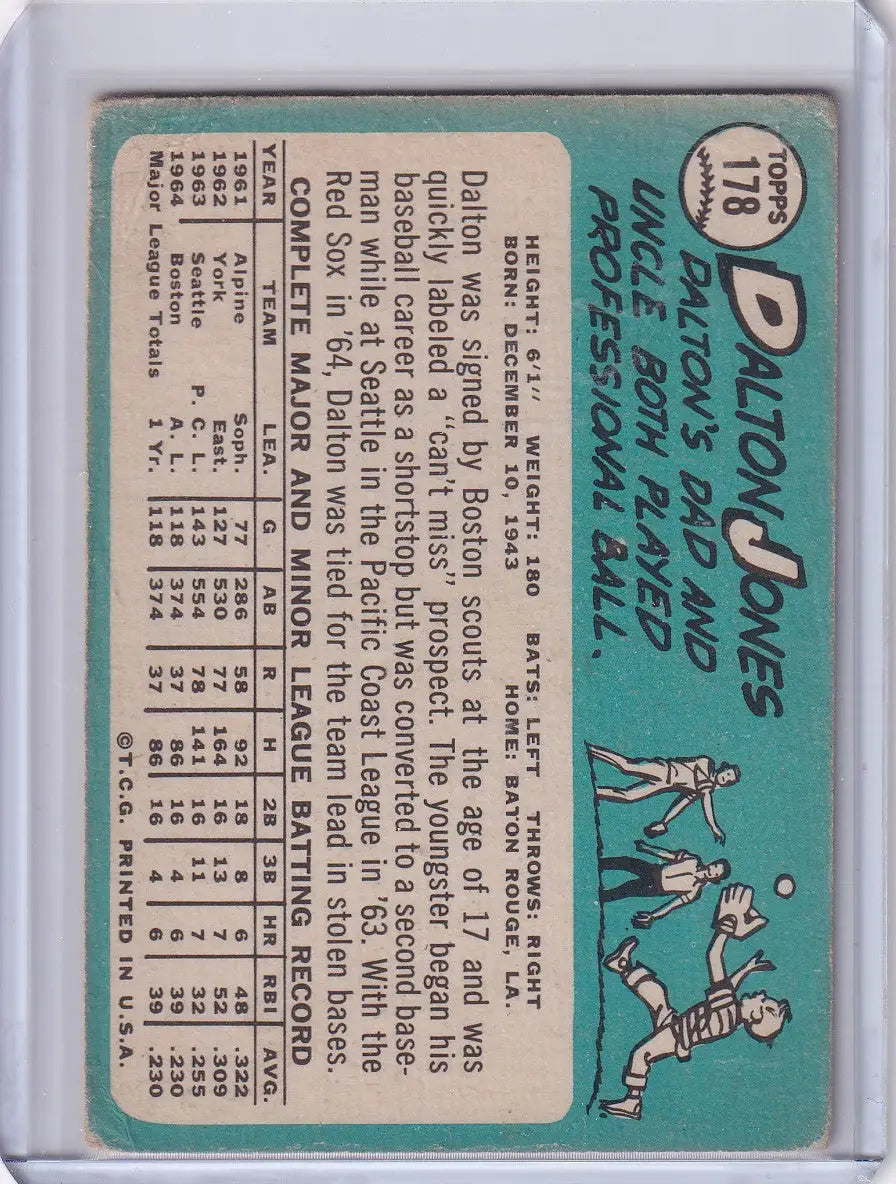 TOPPS
178
DALTON JONES
DALTON'S DAD AND
UNCLE BOTH PLAYED
PROFESSIONAL BALL.
HEIGHT: 6'1" WEIGHT: 180 BATS: LEFT THROWS: RIGHT
BORN: DECEMBER 10, 1943 HOME: BATON ROUGE, LA.
Dalton was signed by Boston scouts at the age of 17 and was
quickly labeled a "can't miss" prospect. The youngster began his
baseball career as a shortstop but was converted to a second base-
man while at Seattle in the Pacific Coast League in '63. With the
Red Sox in '64, Dalton was tied for the team lead in stolen bases.
COMPLETE MAJOR AND MINOR LEAGUE BATTING RECORD
YEAR TEAM LEA. G AB R H 2B 3B HR RBI AVG.
1961 Alpine Soph. 77 286 58 92 18 8 6 48 .322
1962 York East. 127 530 77 164 16 13 7 52 .309
1963 Seattle P. C. L. 143 554 78 141 16 11 7 32 .255
1964 Boston A. L. 118 374 37 86 16 4 6 39 .230
Major League Totals 1 Yr. 118 374 37 86 16 4 6 39 .230
©T.C.G. PRINTED IN U.S.A.